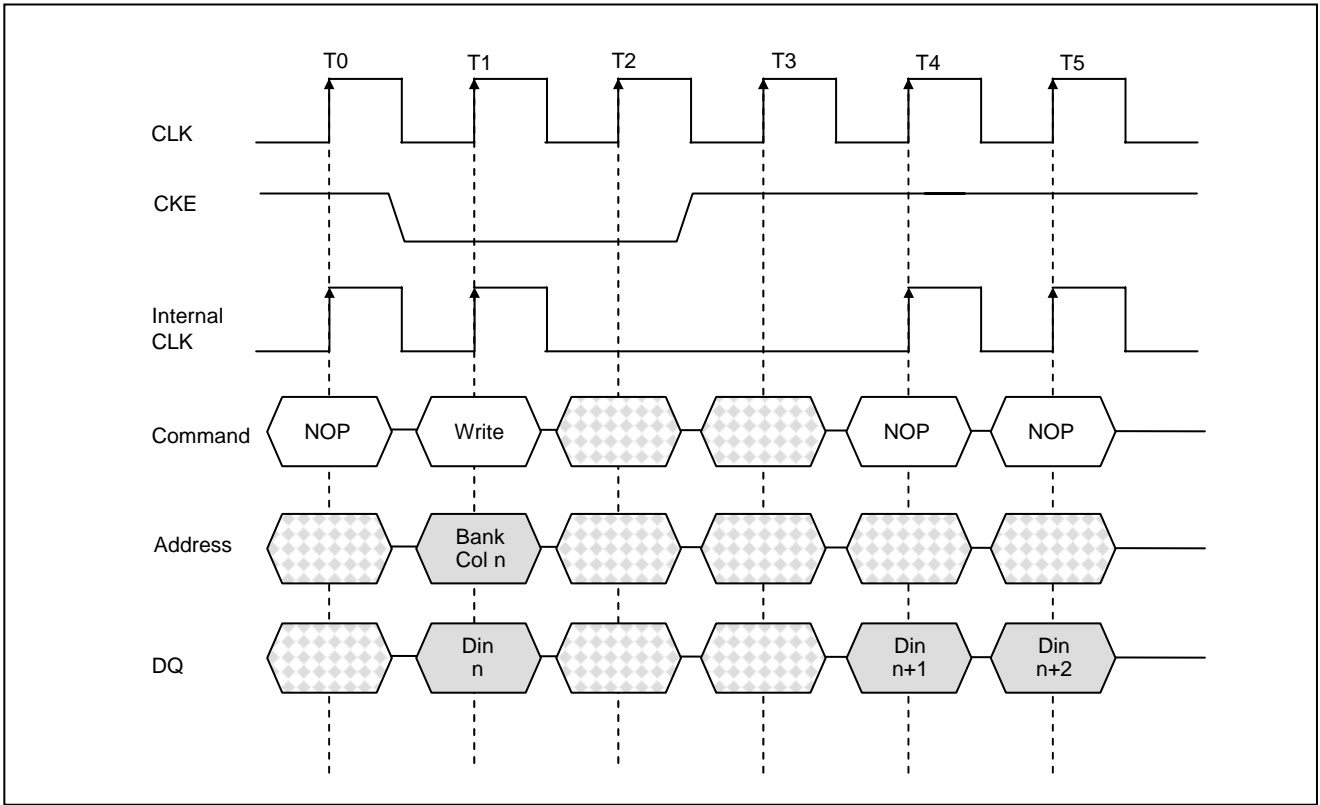 T0 T1 T2 T3 T4 T5
CLK
CKE
Internal
CLK
Command NOP Write NOP NOP
Address Bank
Col n
DQ Din
n Din
n+1 Din
n+2